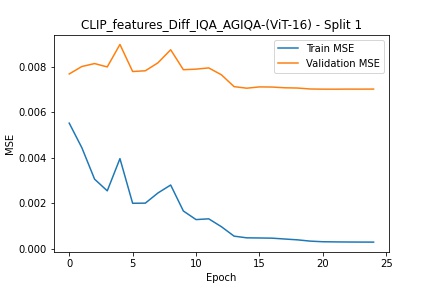 CLIP_features_Diff_IQA_AGIQA-(ViT-16) - Split 1
Train MSE
Validation MSE
0.008
0.006
0.004
0.002
0.000
MSE
0 5 10 15 20 25
Epoch